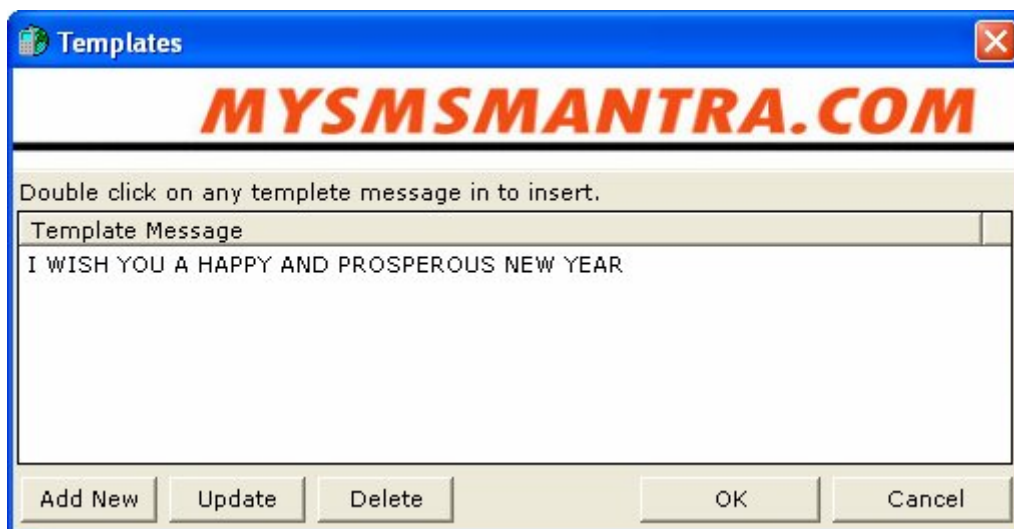 Templates
MYSMSMANTRA.COM
Double click on any templete message in to insert.
Template Message
I WISH YOU A HAPPY AND PROSPEROUS NEW YEAR
Add New Update Delete OK Cancel